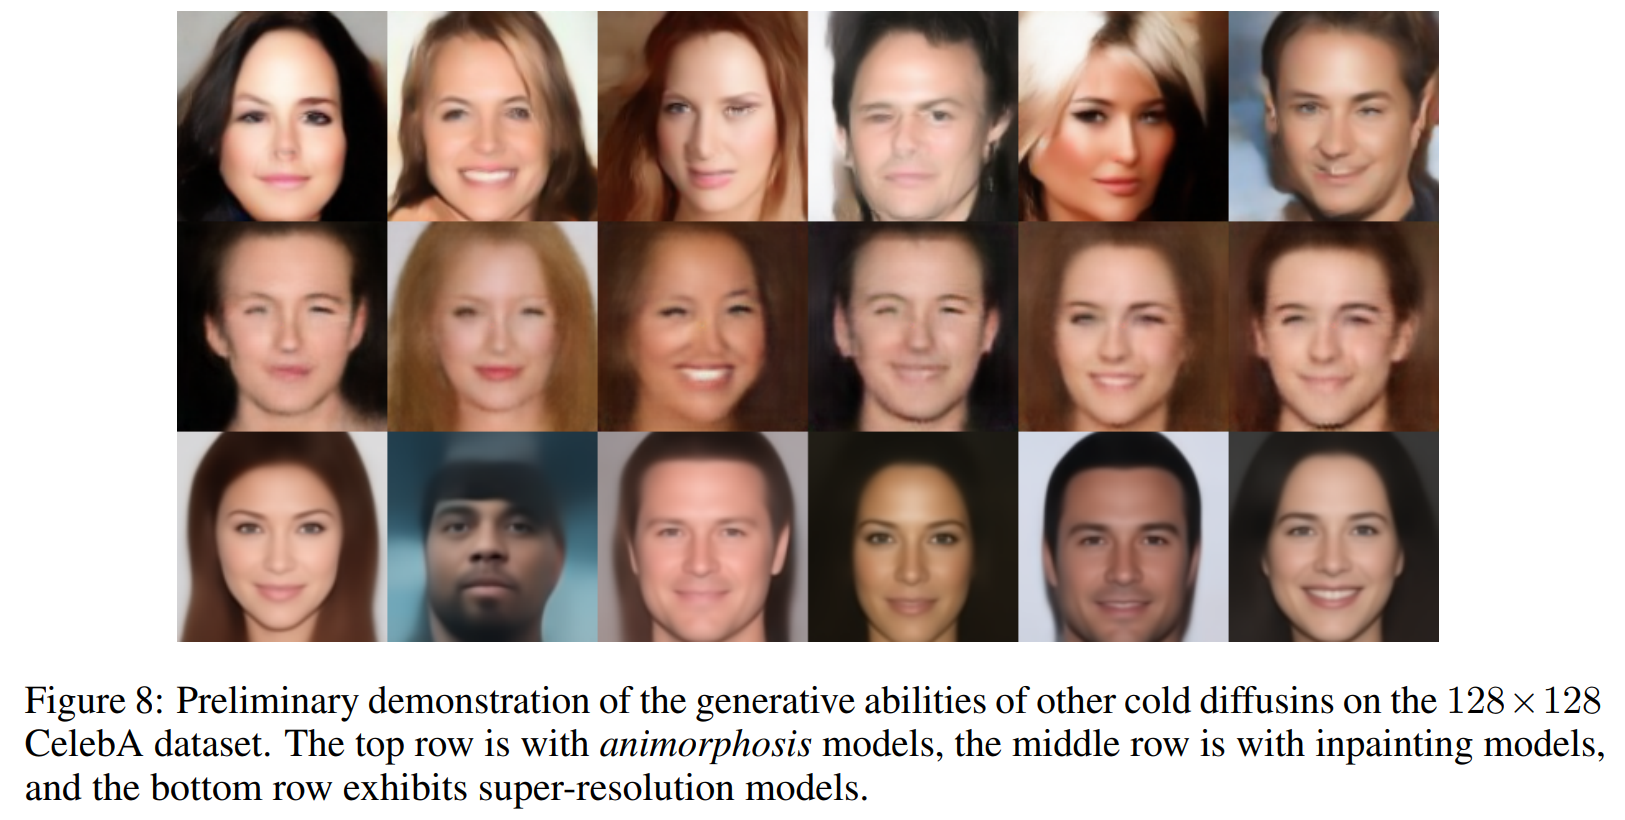 Figure 8: Preliminary demonstration of the generative abilities of other cold diffusins on the 128 × 128
CelebA dataset. The top row is with animorphosis models, the middle row is with inpainting models,
and the bottom row exhibits super-resolution models.